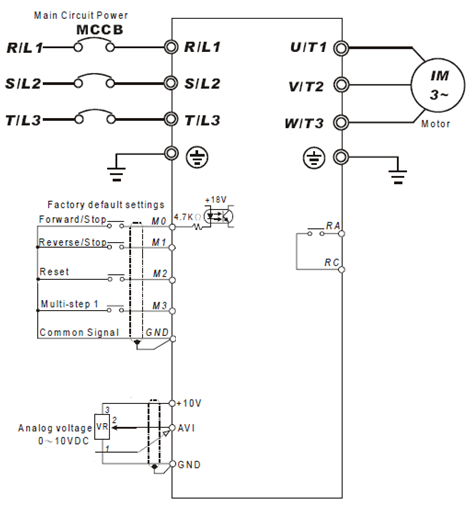 Main Circuit Power
MCCB
R/L1 R/L1 U/T1
S/L2 S/L2 V/T2
T/L3 T/L3 W/T3
IM
3~
Motor
Factory default settings
+18V
Forward/Stop M0 4.7KΩ
Reverse/Stop M1
Reset M2
Multi-step 1 M3
Common Signal GND
RA
RC
+10V
3
VR 2
AVI
Analog voltage
0~10VDC
1
GND